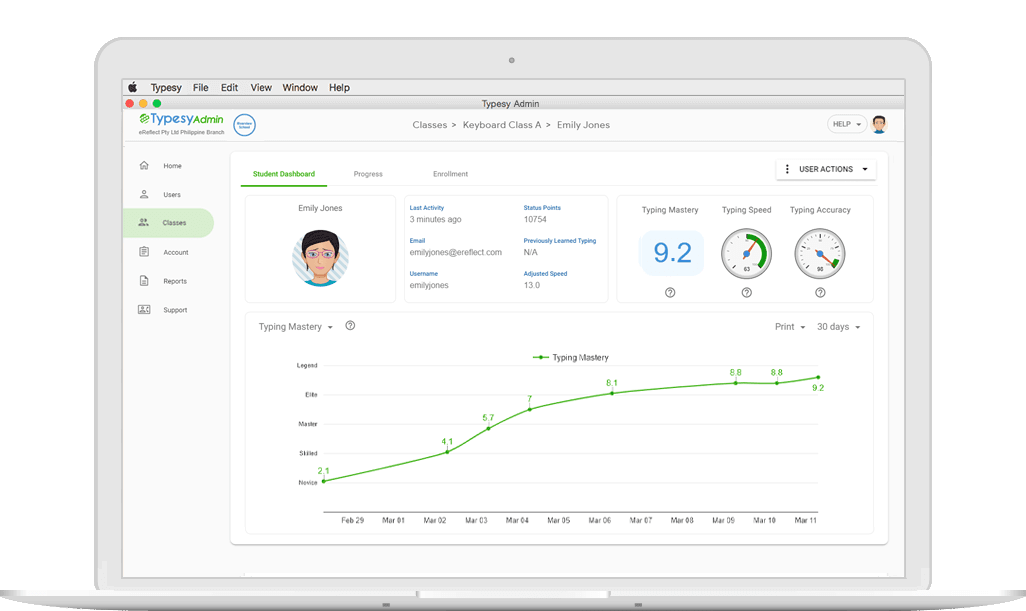 Typesy File Edit View Window Help
Typesy Admin
TypesyAdmin
eReflect Pty Ltd Philippine Branch
Classes > Keyboard Class A > Emily Jones
HELP
Home
Users
Classes
Account
Reports
Support
Student Dashboard Progress Enrollment
USER ACTIONS
Emily Jones
Last Activity
3 minutes ago
Email
emilyjones@ereflect.com
Username
emilyjones
Status Points
10754
Previously Learned Typing
N/A
Adjusted Speed
13.0
Typing Mastery
9.2
?
Typing Speed
63
?
Typing Accuracy
98
?
Typing Mastery ?
Print 30 days
Typing Mastery
Legend
Elite
Master
Skilled
Novice
2.1
4.1
5.7
7
8.1
8.8
8.8
9.2
Feb 29 Mar 01 Mar 02 Mar 03 Mar 04 Mar 05 Mar 06 Mar 07 Mar 08 Mar 09 Mar 10 Mar 11